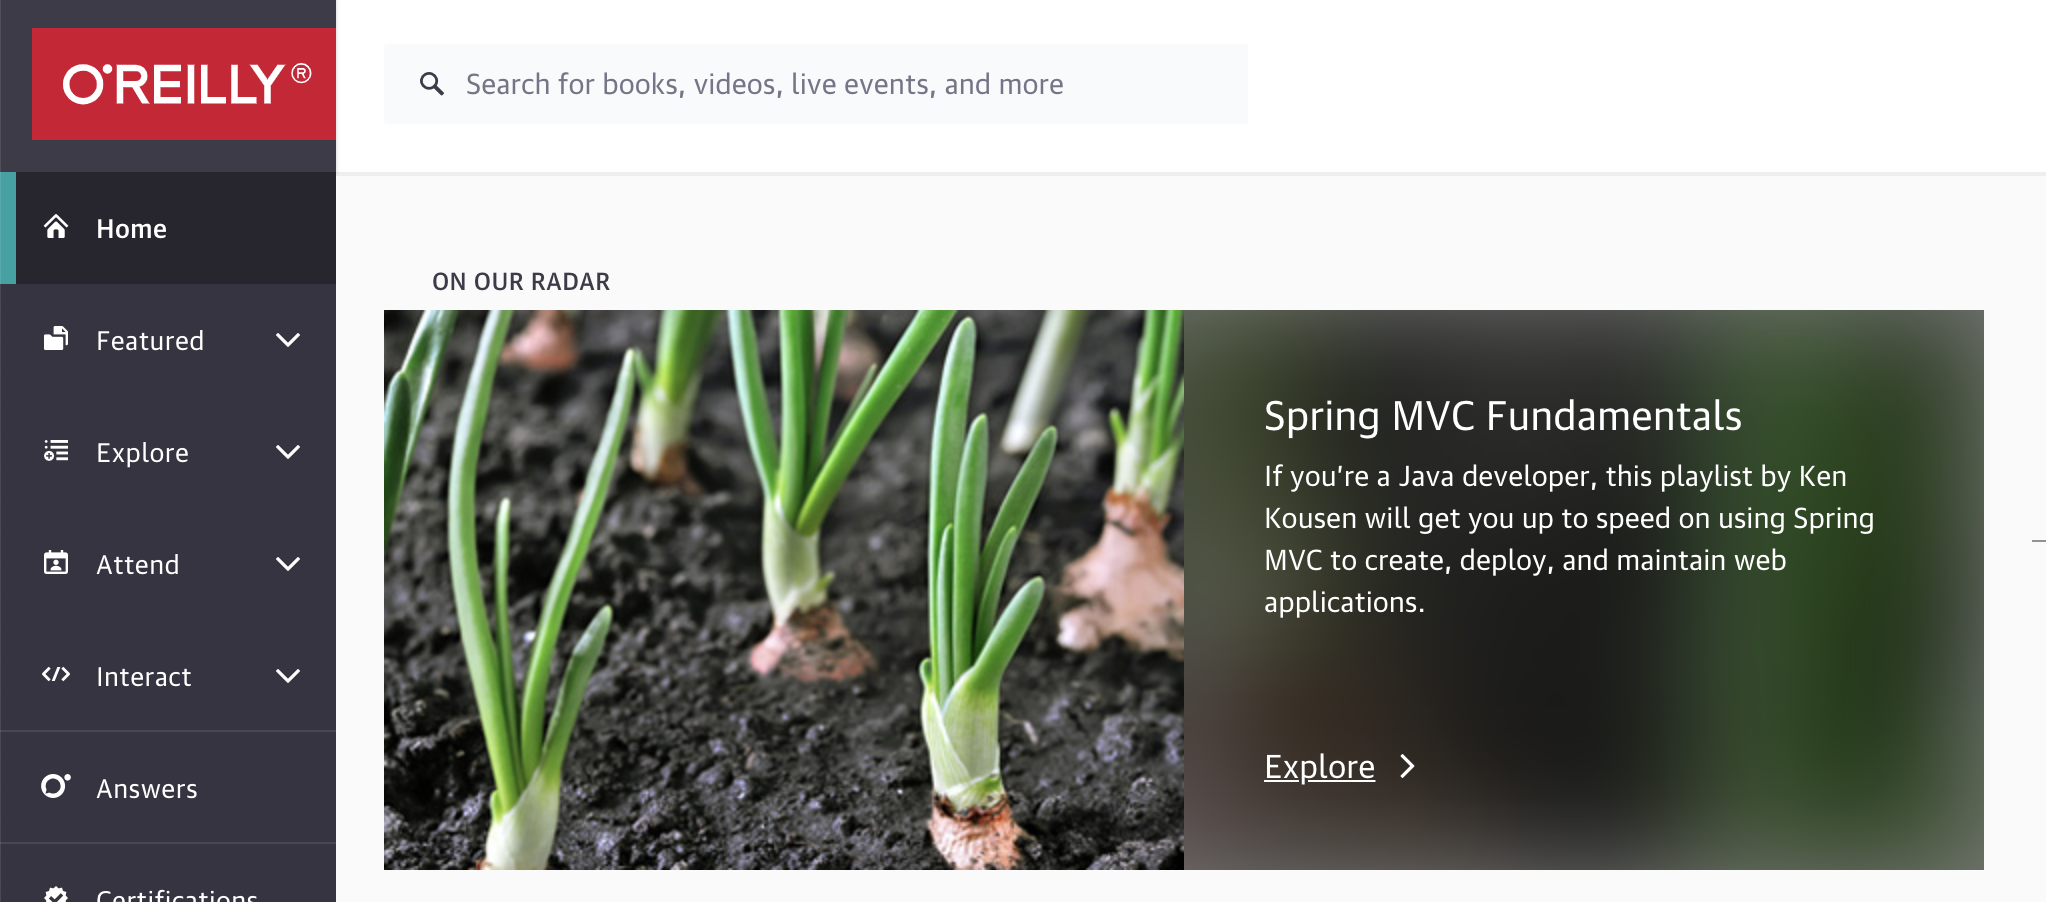 O'REILLY®
Search for books, videos, live events, and more
Home
Featured
Explore
Attend
Interact
Answers
Certifications
ON OUR RADAR
Spring MVC Fundamentals
If you're a Java developer, this playlist by Ken
Kousen will get you up to speed on using Spring
MVC to create, deploy, and maintain web
applications.
Explore